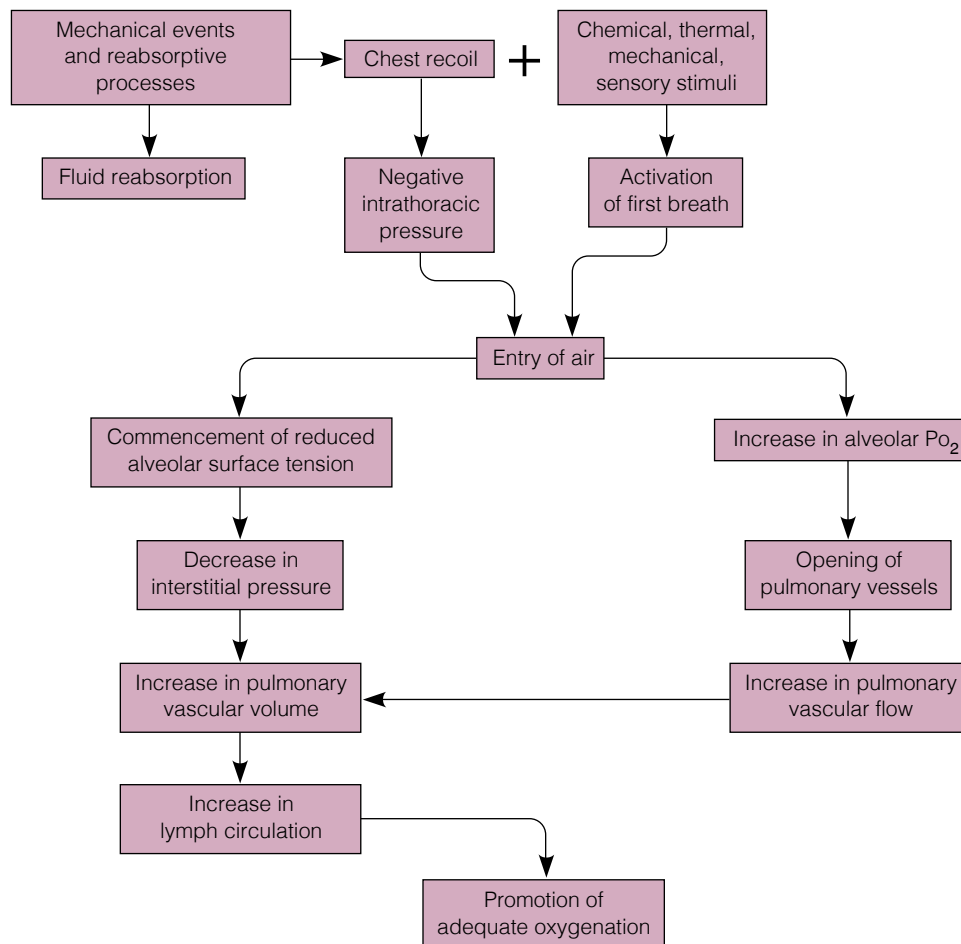 Mechanical events
and reabsorptive
processes
Chest recoil
+
Chemical, thermal,
mechanical,
sensory stimuli
Fluid reabsorption
Negative
intrathoracic
pressure
Activation
of first breath
Entry of air
Commencement of reduced
alveolar surface tension
Increase in alveolar Po₂
Decrease in
interstitial pressure
Opening of
pulmonary vessels
Increase in pulmonary
vascular volume
Increase in pulmonary
vascular flow
Increase in
lymph circulation
Promotion of
adequate oxygenation